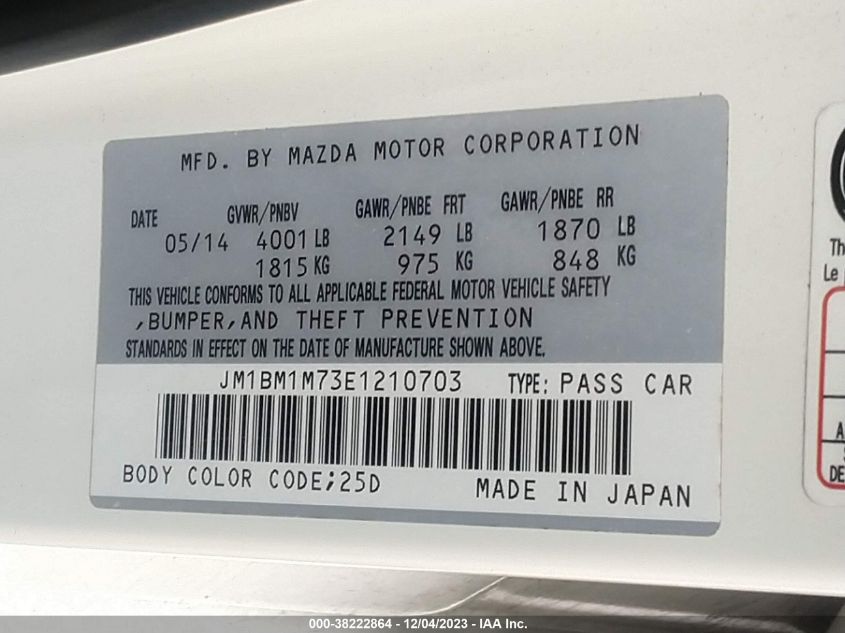 MFD. BY MAZDA MOTOR CORPORATION
DATE GVWR/PNBV GAWR/PNBE FRT GAWR/PNBE RR
05/14 4001 LB 2149 LB 1870 LB
1815 KG 975 KG 848 KG
THIS VEHICLE CONFORMS TO ALL APPLICABLE FEDERAL MOTOR VEHICLE SAFETY
,BUMPER,AND THEFT PREVENTION
STANDARDS IN EFFECT ON THE DATE OF MANUFACTURE SHOWN ABOVE.
JM1BM1M73E1210703 TYPE: PASS CAR
BODY COLOR CODE;25D MADE IN JAPAN
Le
000-38222864 - 12/04/2023 - IAA Inc.